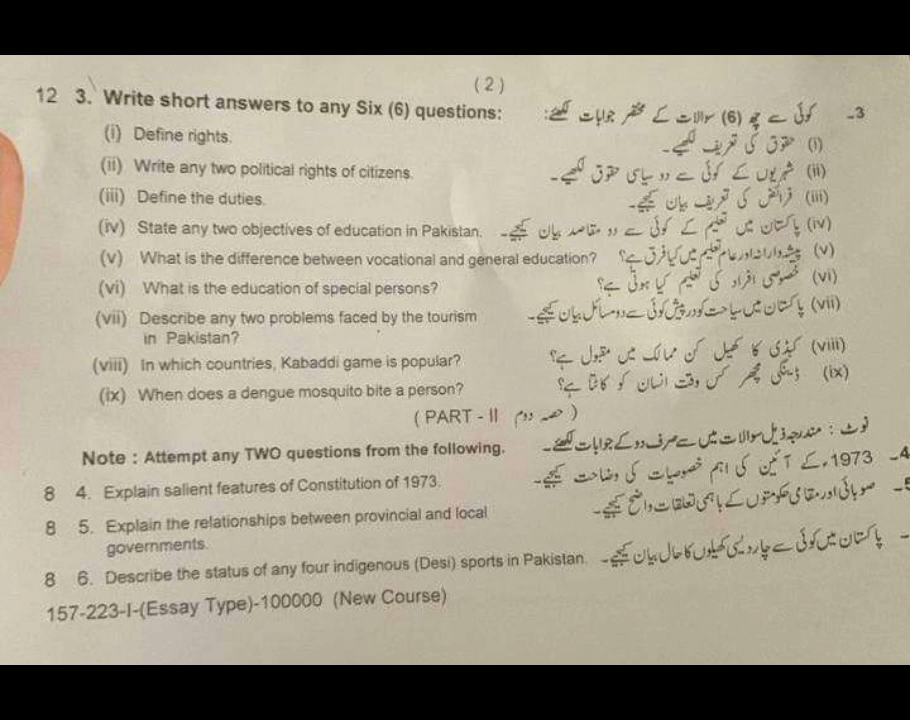 (2)
12 3. Write short answers to any Six (6) questions:
3- کوئی سے چھ (6) سوالات کے مختصر جوابات لکھئے:
(i) Define rights.
(i) حقوق کی تعریف لکھیے۔
(ii) Write any two political rights of citizens.
(ii) شہریوں کے کوئی سے دو سیاسی حقوق لکھیے۔
(iii) Define the duties.
(iii) فرائض کی تعریف بیان کیجیے۔
(iv) State any two objectives of education in Pakistan.
(iv) پاکستان میں تعلیم کے کوئی سے دو مقاصد بیان کیجیے۔
(v) What is the difference between vocational and general education?
(v) پیشہ وارانہ اور عام تعلیم میں کیا فرق ہے؟
(vi) What is the education of special persons?
(vi) خصوصی افراد کی تعلیم کیا ہوتی ہے؟
(vii) Describe any two problems faced by the tourism
in Pakistan?
(vii) پاکستان میں سیاحت کو درپیش کوئی سے دو مسائل بیان کیجیے۔
(viii) In which countries, Kabaddi game is popular?
(viii) کبڈی کا کھیل کن ممالک میں مقبول ہے؟
(ix) When does a dengue mosquito bite a person?
(ix) ڈینگی مچھر کس وقت انسان کو کاٹتا ہے؟
( PART - II حصہ دوم )
Note : Attempt any TWO questions from the following.
نوٹ : مندرجہ ذیل سوالات میں سے صرف دو کے جوابات لکھئے۔
8 4. Explain salient features of Constitution of 1973.
4- 1973ء کے آئین کی اہم خصوصیات کی وضاحت کیجیے۔
8 5. Explain the relationships between provincial and local
governments.
5- صوبائی اور مقامی حکومتوں کے باہمی تعلقات واضح کیجیے۔
8 6. Describe the status of any four indigenous (Desi) sports in Pakistan.
- پاکستان میں کوئی سے چار دیسی کھیلوں کا حال بیان کیجیے۔
157-223-I-(Essay Type)-100000 (New Course)